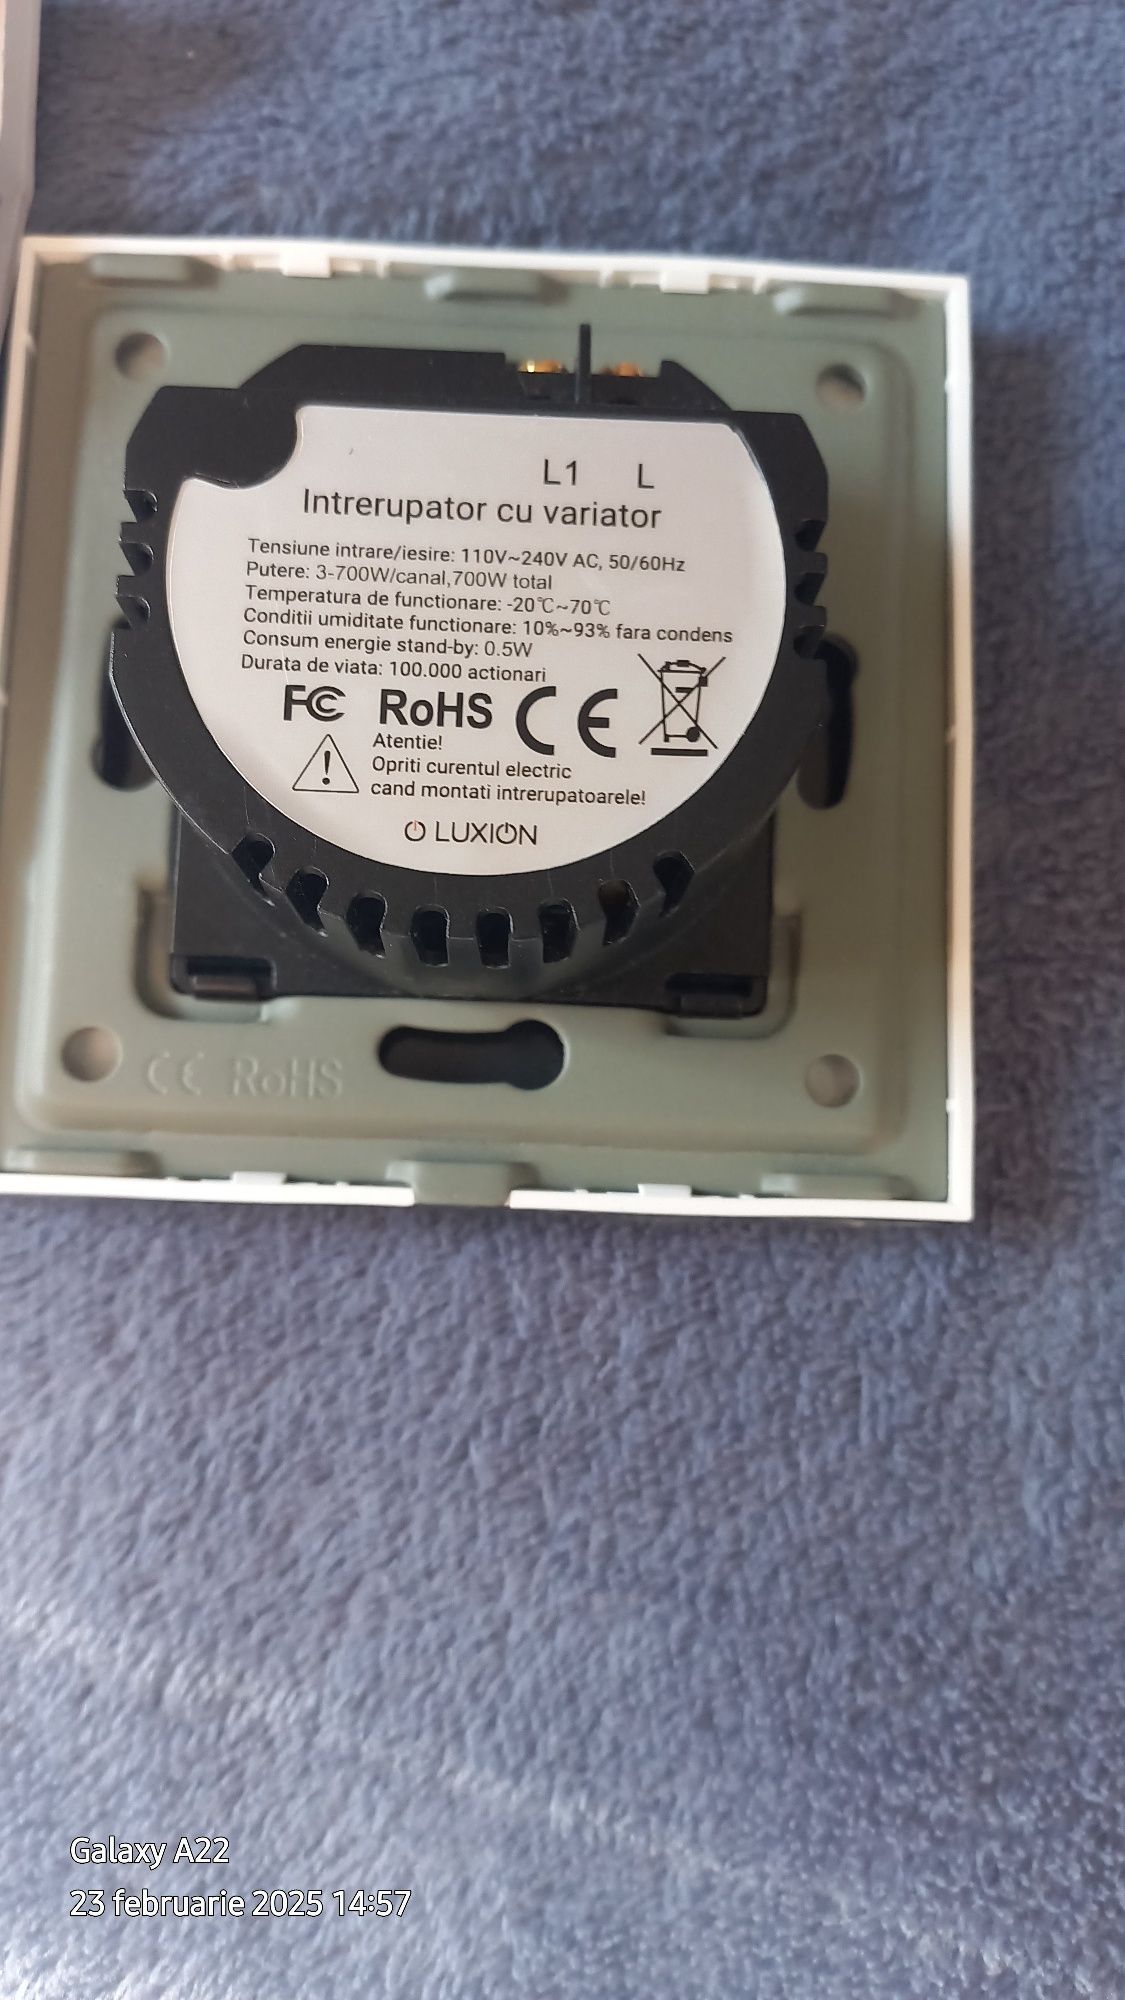 L1 L
Intrerupator cu variator
Tensiune intrare/iesire: 110V~240V AC, 50/60Hz
Putere: 3-700W/canal,700W total
Temperatura de functionare: -20℃~70℃
Conditii umiditate functionare: 10%~93% fara condens
Consum energie stand-by: 0.5W
Durata de viata: 100.000 actionari
FC RoHS CE
Atentie!
Opriti curentul electric
cand montati intrerupatoarele!
LUXION
CE RoHS
Galaxy A22
23 februarie 2025 14:57